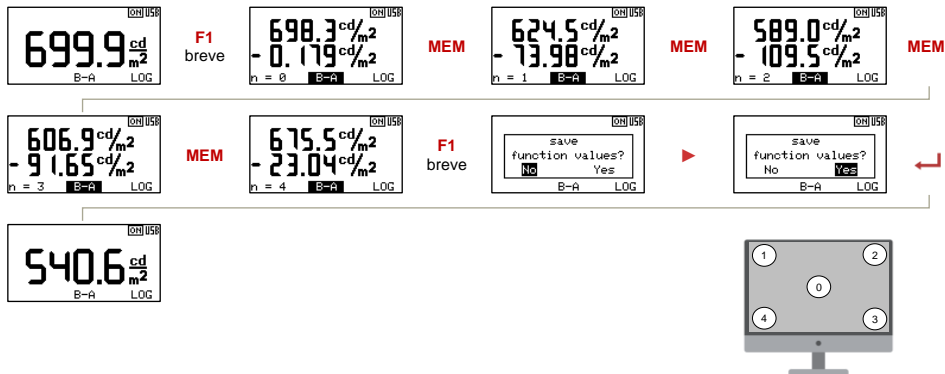 ON USB
699.9 cd/m2
B-A LOG
F1
breve
ON USB
698.3 cd/m2
- 0.179 cd/m2
n = 0 B-A LOG
MEM
ON USB
624.5 cd/m2
- 73.98 cd/m2
n = 1 B-A LOG
MEM
ON USB
589.0 cd/m2
- 109.5 cd/m2
n = 2 B-A LOG
MEM
ON USB
606.9 cd/m2
- 91.65 cd/m2
n = 3 B-A LOG
MEM
ON USB
675.5 cd/m2
- 23.04 cd/m2
n = 4 B-A LOG
F1
breve
ON USB
save
function values?
No Yes
B-A LOG
ON USB
save
function values?
No Yes
B-A LOG
ON USB
540.6 cd/m2
B-A LOG
1 2
0
4 3